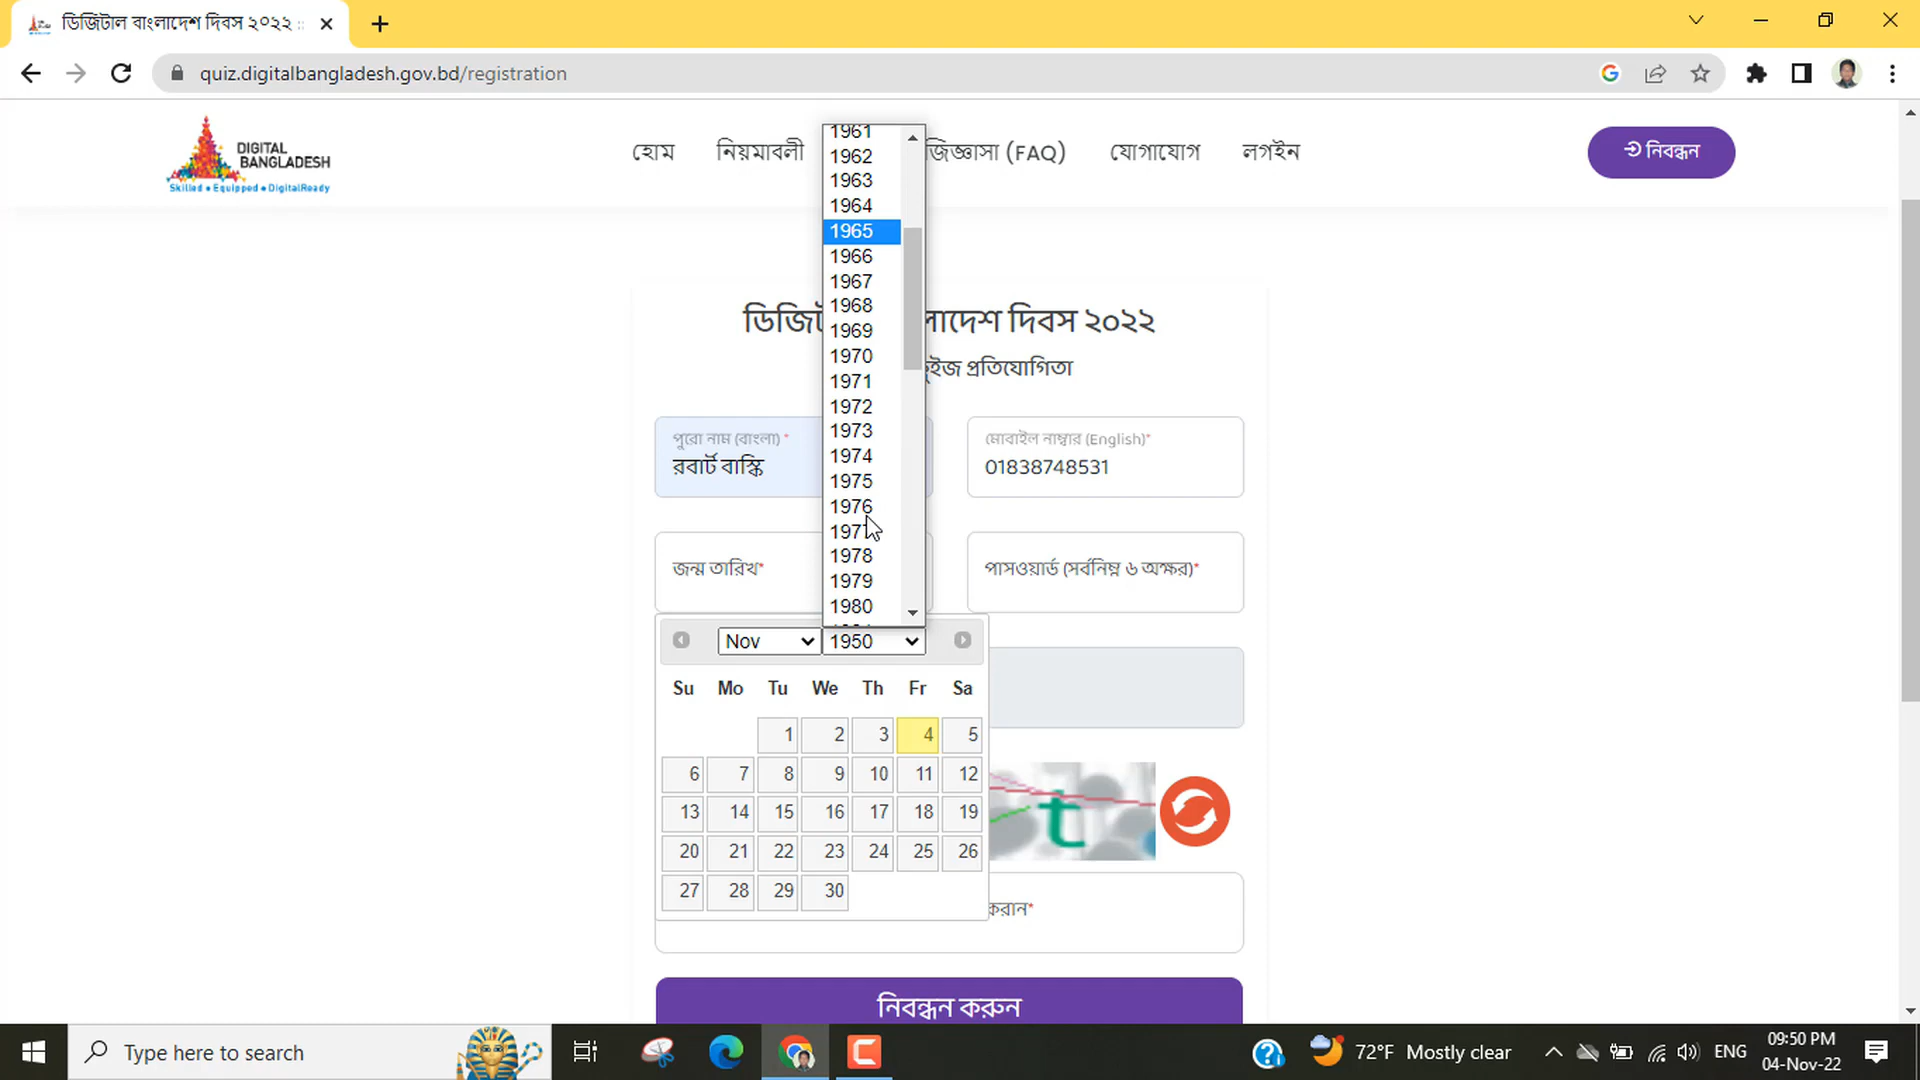 ডিজিটাল বাংলাদেশ দিবস ২০২২ ::
quiz.digitalbangladesh.gov.bd/registration
DIGITAL
BANGLADESH
Skilled • Equipped • DigitalReady
হোম
নিয়মাবলী
জিজ্ঞাসা (FAQ)
যোগাযোগ
লগইন
নিবন্ধন
1961
1962
1963
1964
1965
1966
1967
1968
1969
1970
1971
1972
1973
1974
1975
1976
1977
1978
1979
1980
দিবস ২০২২
প্রতিযোগিতা
পুরো নাম (বাংলা) *
রবার্ট বাস্কি
মোবাইল নাম্বার (English)*
01838748531
জন্ম তারিখ*
পাসওয়ার্ড (সর্বনিম্ন ৬ অক্ষর)*
Nov
1950
Su Mo Tu We Th Fr Sa
1 2 3 4 5
6 7 8 9 10 11 12
13 14 15 16 17 18 19
20 21 22 23 24 25 26
27 28 29 30
t
করান*
নিবন্ধন করুন
Type here to search
72°F Mostly clear
ENG
09:50 PM
04-Nov-22